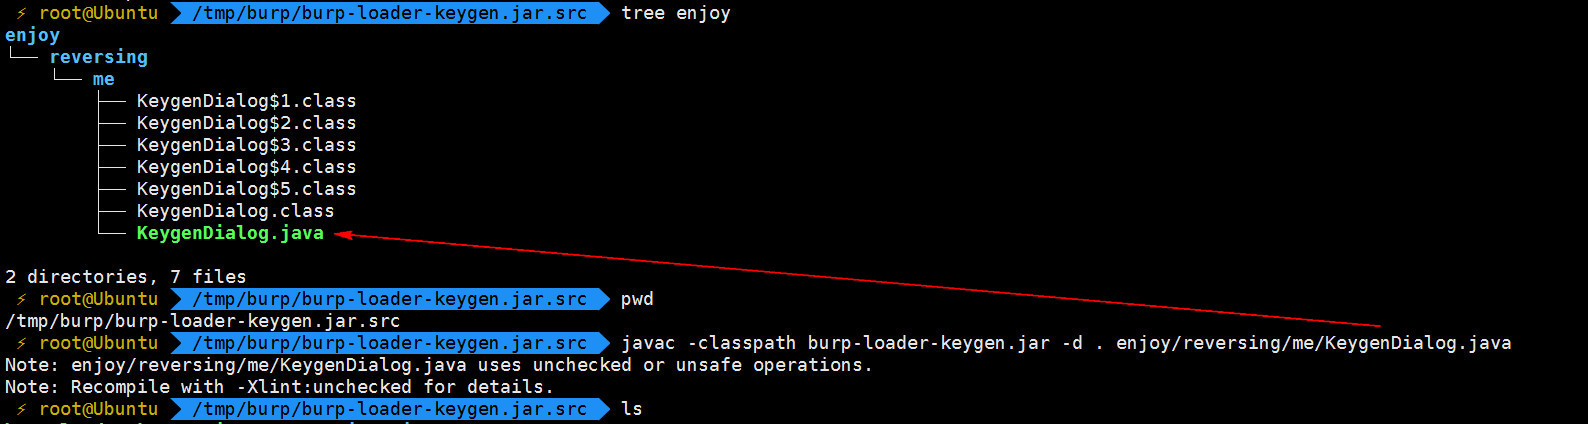 ⚡ root@Ubuntu /tmp/burp/burp-loader-keygen.jar.src tree enjoy
enjoy
└── reversing
    └── me
        ├── KeygenDialog$1.class
        ├── KeygenDialog$2.class
        ├── KeygenDialog$3.class
        ├── KeygenDialog$4.class
        ├── KeygenDialog$5.class
        ├── KeygenDialog.class
        └── KeygenDialog.java
2 directories, 7 files
⚡ root@Ubuntu /tmp/burp/burp-loader-keygen.jar.src pwd
/tmp/burp/burp-loader-keygen.jar.src
⚡ root@Ubuntu /tmp/burp/burp-loader-keygen.jar.src javac -classpath burp-loader-keygen.jar -d . enjoy/reversing/me/KeygenDialog.java
Note: enjoy/reversing/me/KeygenDialog.java uses unchecked or unsafe operations.
Note: Recompile with -Xlint:unchecked for details.
⚡ root@Ubuntu /tmp/burp/burp-loader-keygen.jar.src ls